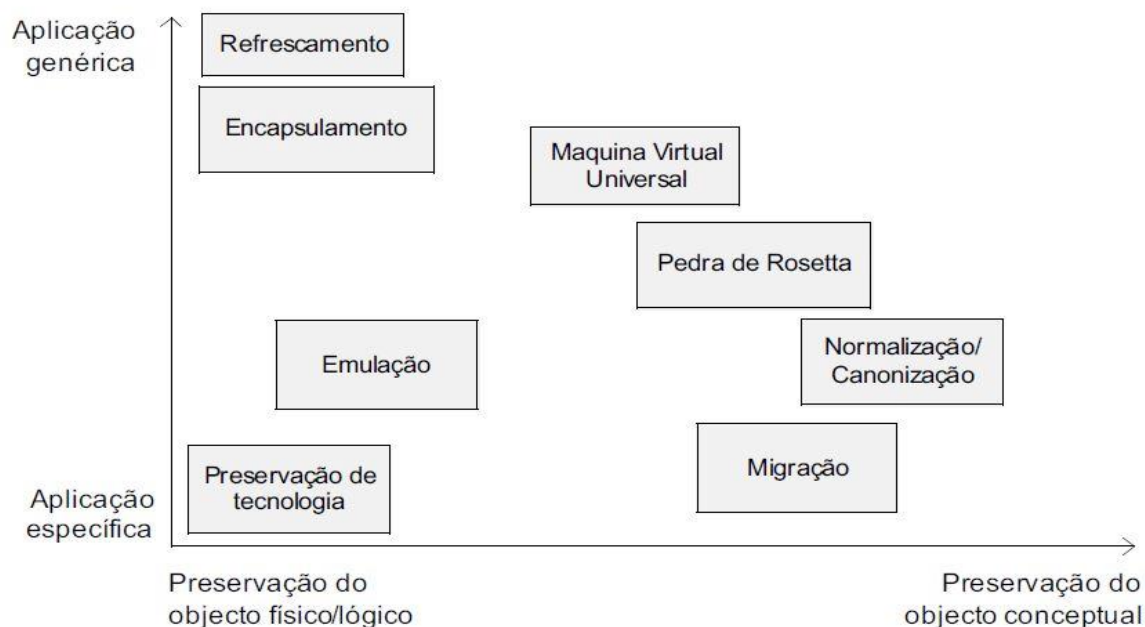 Aplicação
genérica
Refrescamento
Encapsulamento
Maquina Virtual
Universal
Pedra de Rosetta
Emulação
Normalização/
Canonização
Preservação de
tecnologia
Migração
Aplicação
específica
Preservação do
objecto físico/lógico
Preservação do
objecto conceptual